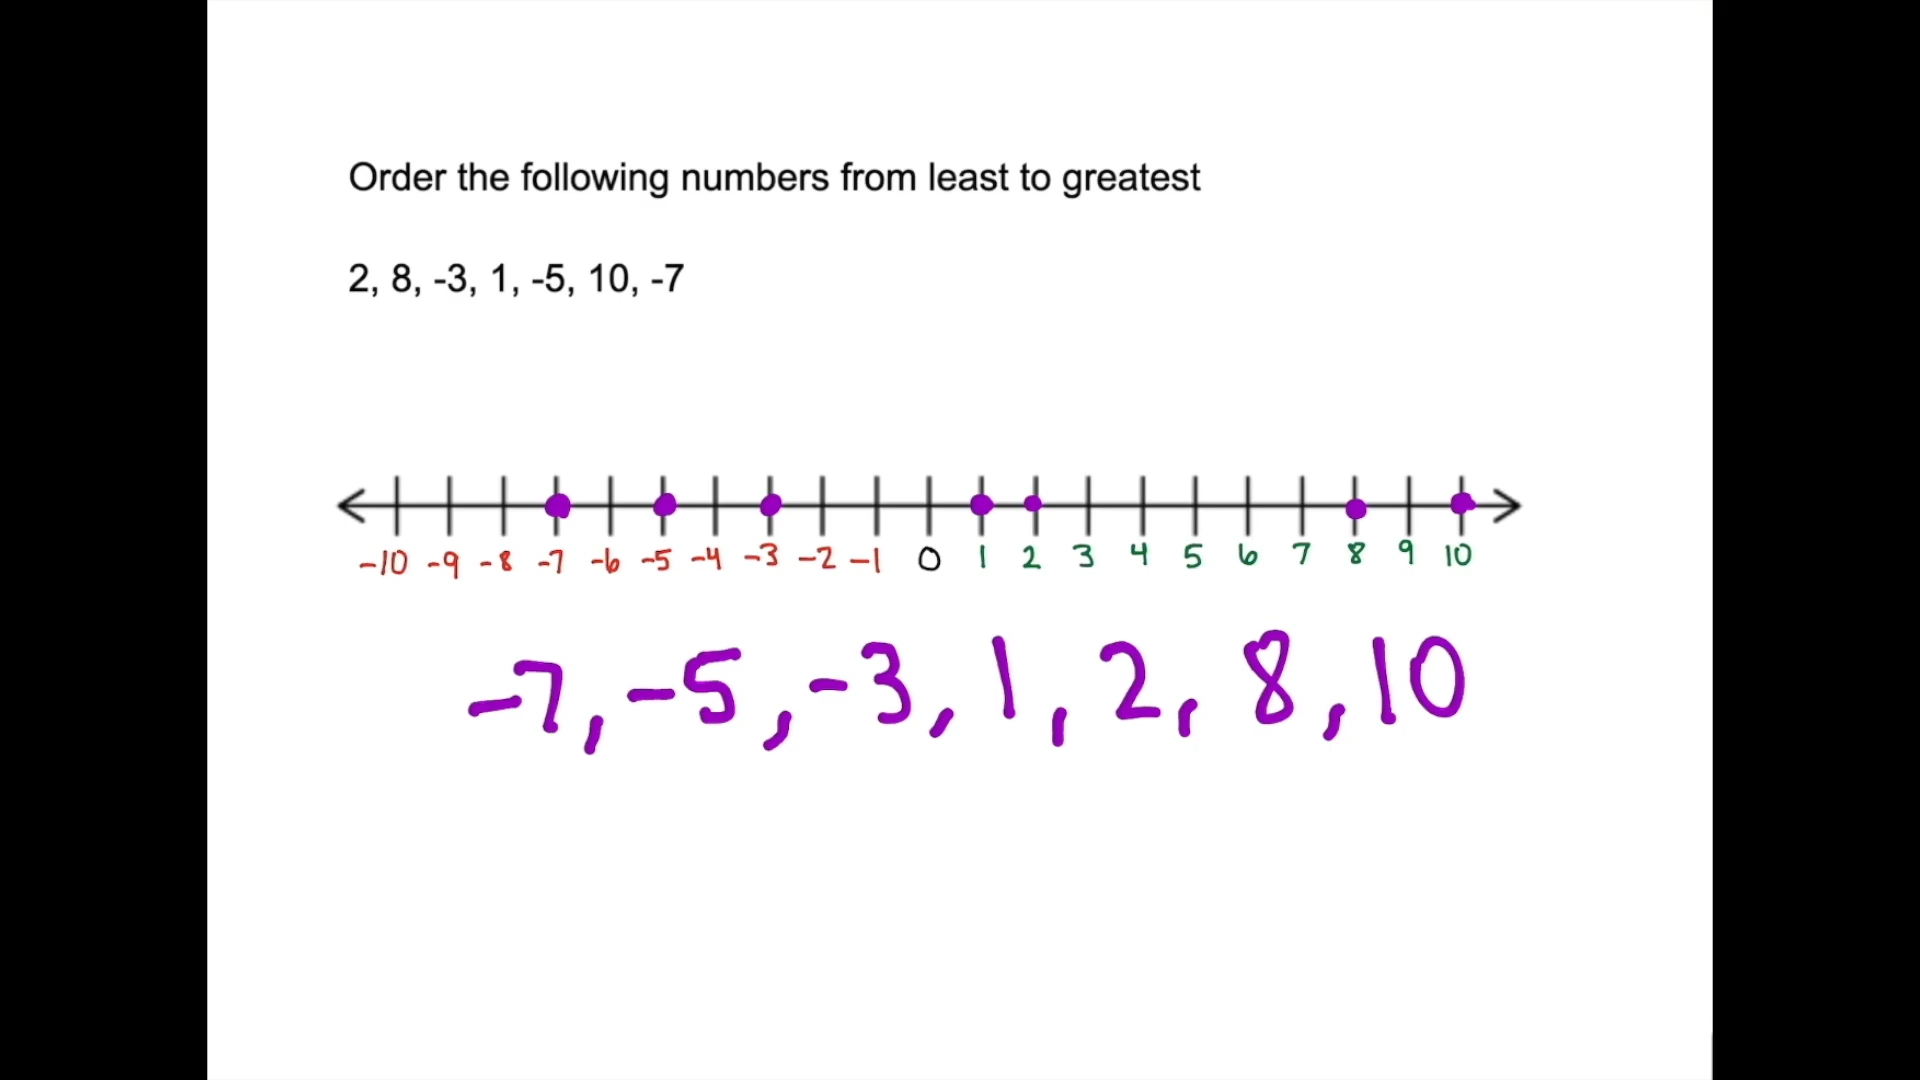 Order the following numbers from least to greatest
2, 8, -3, 1, -5, 10, -7
-10 -9 -8 -7 -6 -5 -4 -3 -2 -1 0 1 2 3 4 5 6 7 8 9 10
-7, -5, -3, 1, 2, 8, 10